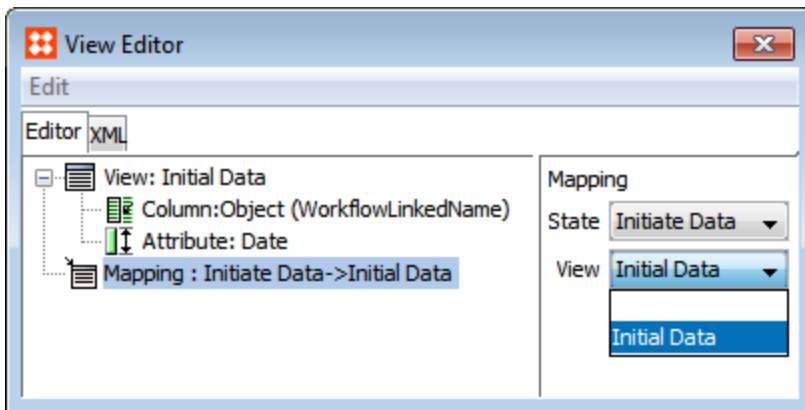 View Editor
Edit
Editor XML
View: Initial Data
Column:Object (WorkflowLinkedName)
Attribute: Date
Mapping : Initiate Data->Initial Data
Mapping
State Initiate Data
View Initial Data
Initial Data